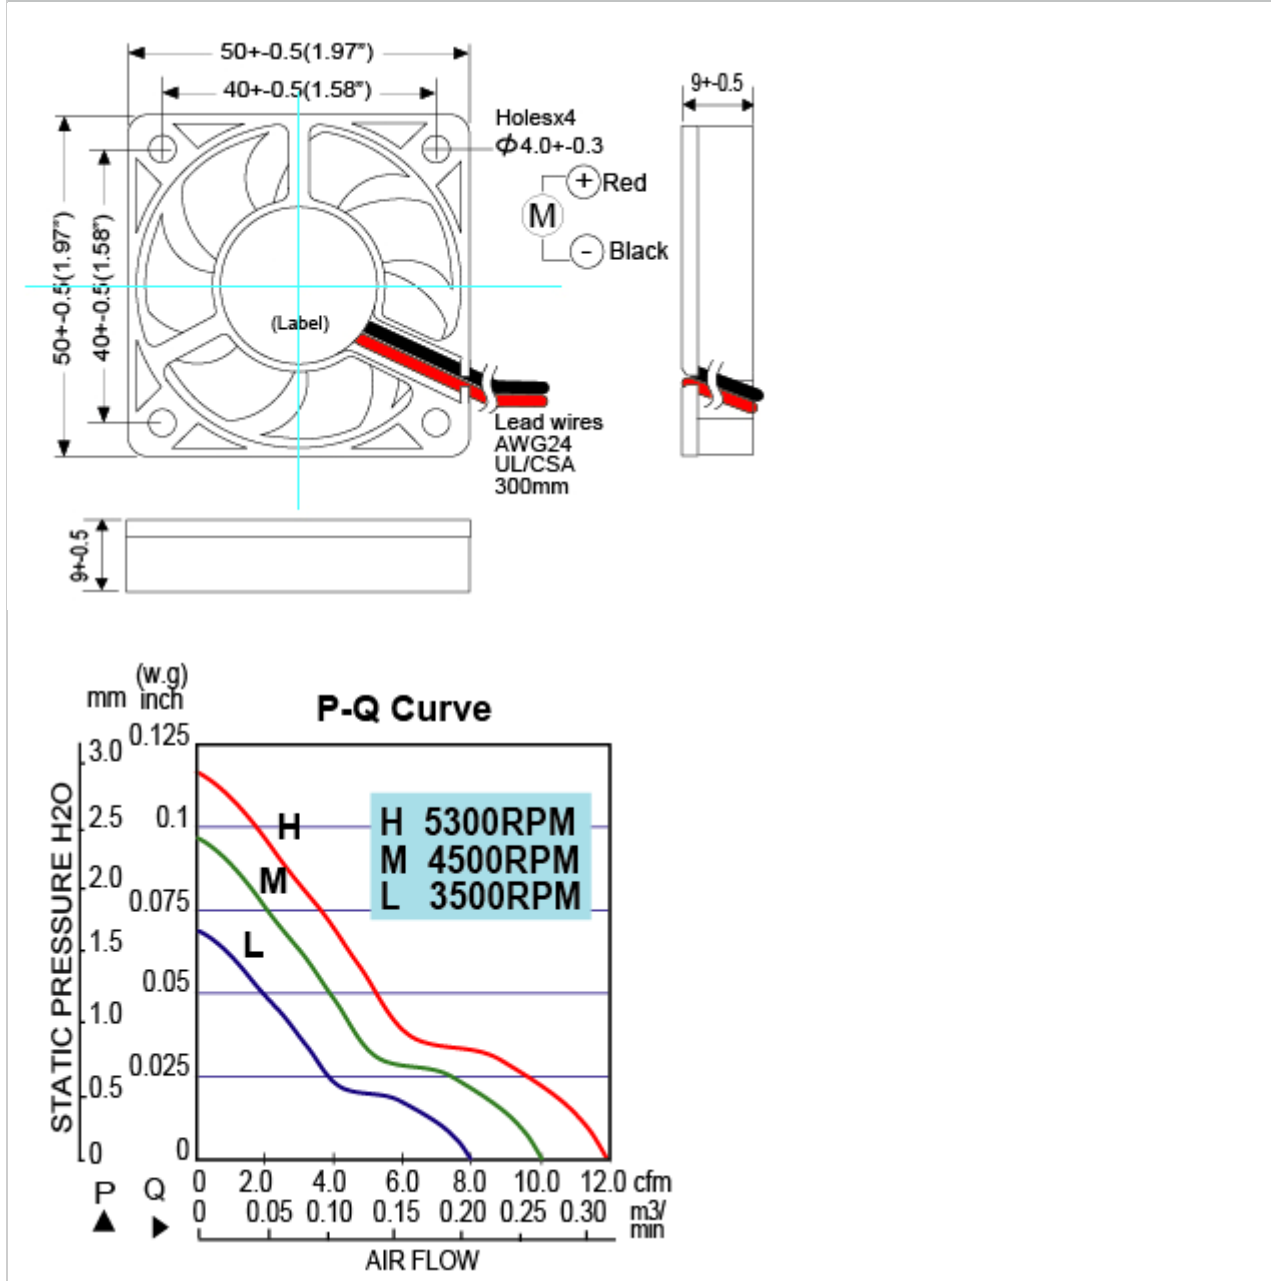 50+-0.5(1.97")
40+-0.5(1.58")
9+-0.5
Holesx4
Φ4.0+-0.3
+ Red
M
- Black
50+-0.5(1.97")
40+-0.5(1.58")
(Label)
Lead wires
AWG24
UL/CSA
300mm
9+-0.5
(w.g)
mm inch
P-Q Curve
STATIC PRESSURE H2O
3.0 0.125
2.5 0.1
2.0 0.075
1.5 0.05
1.0 0.025
0.5
0 0
H
M
L
H 5300RPM
M 4500RPM
L 3500RPM
P Q 0 2.0 4.0 6.0 8.0 10.0 12.0 cfm
0 0.05 0.10 0.15 0.20 0.25 0.30 m3/
min
AIR FLOW